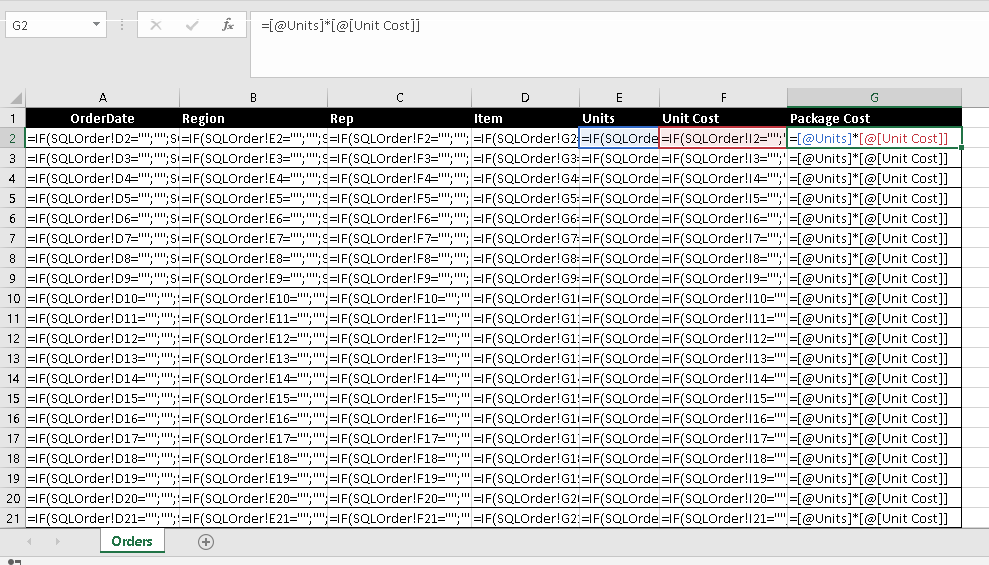 G2 fx =[@Units]*[@[Unit Cost]]
A B C D E F G
1 OrderDate Region Rep Item Units Unit Cost Package Cost
2 =IF(SQLOrder!D2="";"";S =IF(SQLOrder!E2="";"";S =IF(SQLOrder!F2="";""; =IF(SQLOrder!G2= =IF(SQLOrde =IF(SQLOrder!I2="";" =[@Units]*[@[Unit Cost]]
3 =IF(SQLOrder!D3="";"";S =IF(SQLOrder!E3="";"";S =IF(SQLOrder!F3="";""; =IF(SQLOrder!G3= =IF(SQLOrde =IF(SQLOrder!I3="";" =[@Units]*[@[Unit Cost]]
4 =IF(SQLOrder!D4="";"";S =IF(SQLOrder!E4="";"";S =IF(SQLOrder!F4="";""; =IF(SQLOrder!G4= =IF(SQLOrde =IF(SQLOrder!I4="";" =[@Units]*[@[Unit Cost]]
5 =IF(SQLOrder!D5="";"";S =IF(SQLOrder!E5="";"";S =IF(SQLOrder!F5="";""; =IF(SQLOrder!G5= =IF(SQLOrde =IF(SQLOrder!I5="";" =[@Units]*[@[Unit Cost]]
6 =IF(SQLOrder!D6="";"";S =IF(SQLOrder!E6="";"";S =IF(SQLOrder!F6="";""; =IF(SQLOrder!G6= =IF(SQLOrde =IF(SQLOrder!I6="";" =[@Units]*[@[Unit Cost]]
7 =IF(SQLOrder!D7="";"";S =IF(SQLOrder!E7="";"";S =IF(SQLOrder!F7="";""; =IF(SQLOrder!G7= =IF(SQLOrde =IF(SQLOrder!I7="";" =[@Units]*[@[Unit Cost]]
8 =IF(SQLOrder!D8="";"";S =IF(SQLOrder!E8="";"";S =IF(SQLOrder!F8="";""; =IF(SQLOrder!G8= =IF(SQLOrde =IF(SQLOrder!I8="";" =[@Units]*[@[Unit Cost]]
9 =IF(SQLOrder!D9="";"";S =IF(SQLOrder!E9="";"";S =IF(SQLOrder!F9="";""; =IF(SQLOrder!G9= =IF(SQLOrde =IF(SQLOrder!I9="";" =[@Units]*[@[Unit Cost]]
10 =IF(SQLOrder!D10="";""; =IF(SQLOrder!E10="";""; =IF(SQLOrder!F10="";"" =IF(SQLOrder!G1 =IF(SQLOrde =IF(SQLOrder!I10=""; =[@Units]*[@[Unit Cost]]
11 =IF(SQLOrder!D11="";""; =IF(SQLOrder!E11="";""; =IF(SQLOrder!F11="";"" =IF(SQLOrder!G1 =IF(SQLOrde =IF(SQLOrder!I11=""; =[@Units]*[@[Unit Cost]]
12 =IF(SQLOrder!D12="";""; =IF(SQLOrder!E12="";""; =IF(SQLOrder!F12="";"" =IF(SQLOrder!G1 =IF(SQLOrde =IF(SQLOrder!I12=""; =[@Units]*[@[Unit Cost]]
13 =IF(SQLOrder!D13="";""; =IF(SQLOrder!E13="";""; =IF(SQLOrder!F13="";"" =IF(SQLOrder!G1 =IF(SQLOrde =IF(SQLOrder!I13=""; =[@Units]*[@[Unit Cost]]
14 =IF(SQLOrder!D14="";""; =IF(SQLOrder!E14="";""; =IF(SQLOrder!F14="";"" =IF(SQLOrder!G1 =IF(SQLOrde =IF(SQLOrder!I14=""; =[@Units]*[@[Unit Cost]]
15 =IF(SQLOrder!D15="";""; =IF(SQLOrder!E15="";""; =IF(SQLOrder!F15="";"" =IF(SQLOrder!G1 =IF(SQLOrde =IF(SQLOrder!I15=""; =[@Units]*[@[Unit Cost]]
16 =IF(SQLOrder!D16="";""; =IF(SQLOrder!E16="";""; =IF(SQLOrder!F16="";"" =IF(SQLOrder!G1 =IF(SQLOrde =IF(SQLOrder!I16=""; =[@Units]*[@[Unit Cost]]
17 =IF(SQLOrder!D17="";""; =IF(SQLOrder!E17="";""; =IF(SQLOrder!F17="";"" =IF(SQLOrder!G1 =IF(SQLOrde =IF(SQLOrder!I17=""; =[@Units]*[@[Unit Cost]]
18 =IF(SQLOrder!D18="";""; =IF(SQLOrder!E18="";""; =IF(SQLOrder!F18="";"" =IF(SQLOrder!G1 =IF(SQLOrde =IF(SQLOrder!I18=""; =[@Units]*[@[Unit Cost]]
19 =IF(SQLOrder!D19="";""; =IF(SQLOrder!E19="";""; =IF(SQLOrder!F19="";"" =IF(SQLOrder!G1 =IF(SQLOrde =IF(SQLOrder!I19=""; =[@Units]*[@[Unit Cost]]
20 =IF(SQLOrder!D20="";""; =IF(SQLOrder!E20="";""; =IF(SQLOrder!F20="";"" =IF(SQLOrder!G2 =IF(SQLOrde =IF(SQLOrder!I20=""; =[@Units]*[@[Unit Cost]]
21 =IF(SQLOrder!D21="";""; =IF(SQLOrder!E21="";""; =IF(SQLOrder!F21="";"" =IF(SQLOrder!G2 =IF(SQLOrde =IF(SQLOrder!I21=""; =[@Units]*[@[Unit Cost]]
Orders